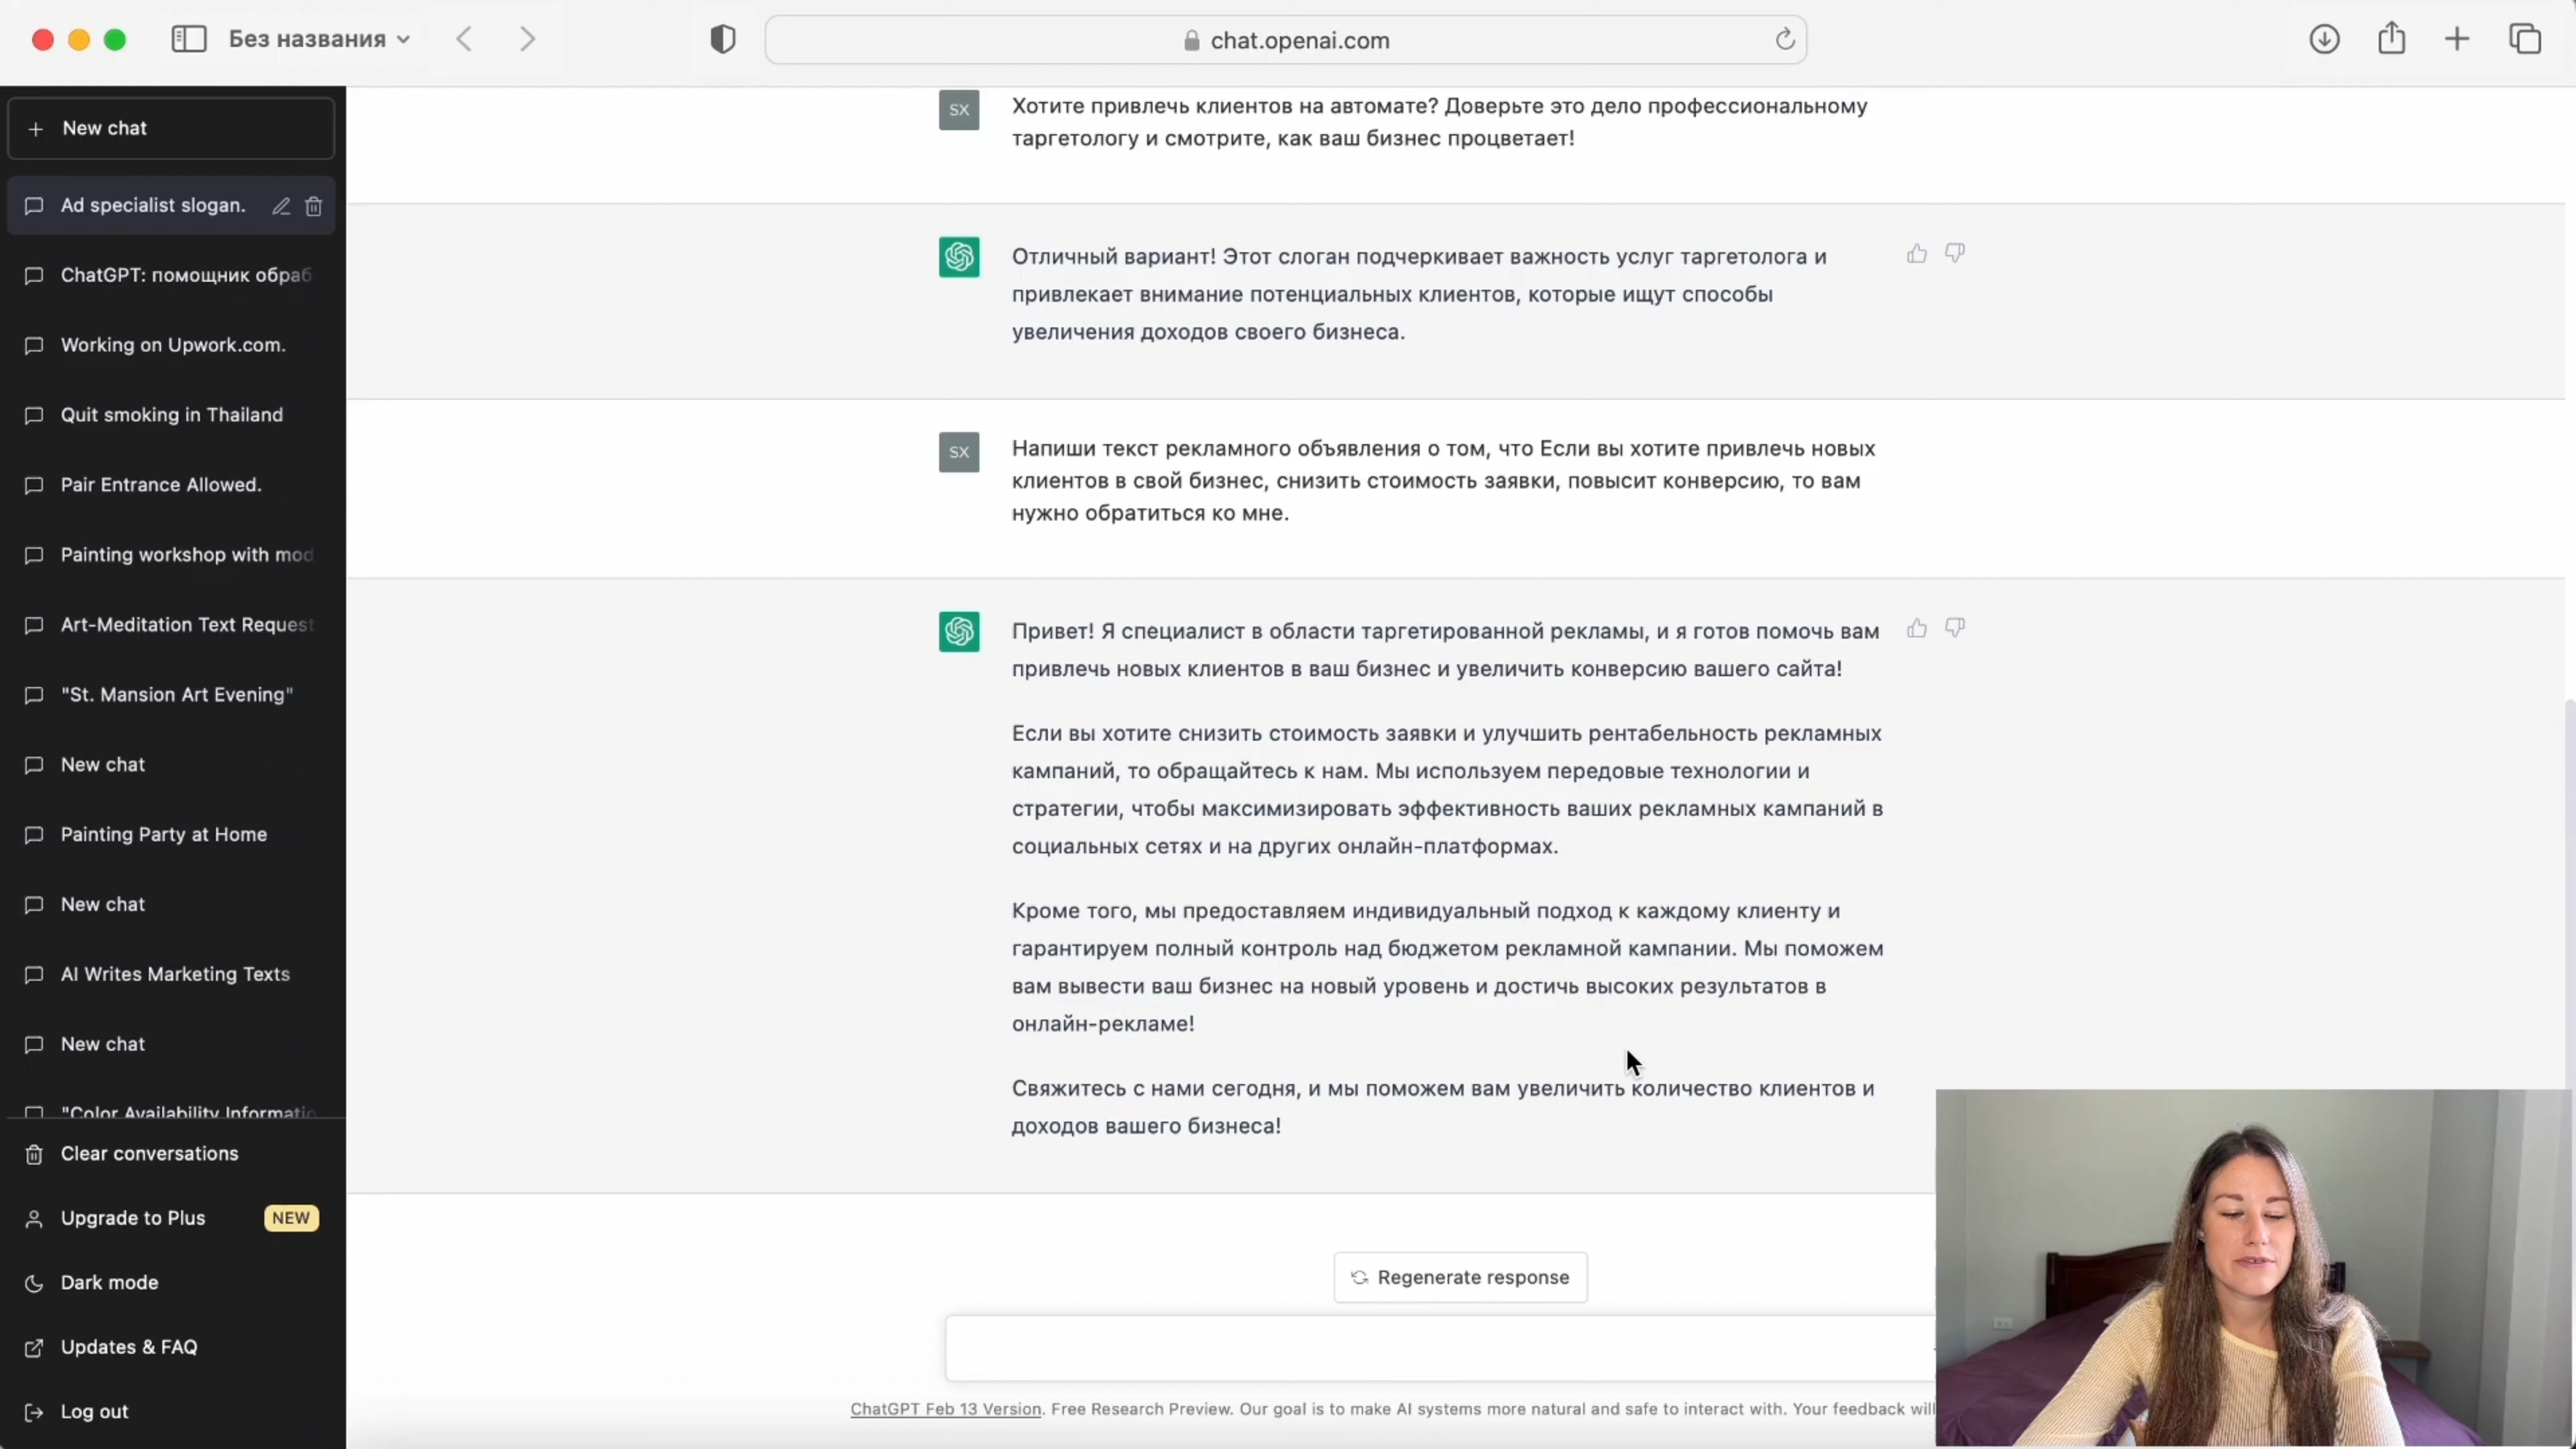 Без названия
chat.openai.com
New chat
Ad specialist slogan.
ChatGPT: помощник обраб
Working on Upwork.com.
Quit smoking in Thailand
Pair Entrance Allowed.
Painting workshop with mod
Art-Meditation Text Request
"St. Mansion Art Evening"
New chat
Painting Party at Home
New chat
AI Writes Marketing Texts
New chat
"Color Availability Informatio
Clear conversations
Upgrade to Plus NEW
Dark mode
Updates & FAQ
Log out
SX
Хотите привлечь клиентов на автомате? Доверьте это дело профессиональному
таргетологу и смотрите, как ваш бизнес процветает!
Отличный вариант! Этот слоган подчеркивает важность услуг таргетолога и
привлекает внимание потенциальных клиентов, которые ищут способы
увеличения доходов своего бизнеса.
SX
Напиши текст рекламного объявления о том, что Если вы хотите привлечь новых
клиентов в свой бизнес, снизить стоимость заявки, повысит конверсию, то вам
нужно обратиться ко мне.
Привет! Я специалист в области таргетированной рекламы, и я готов помочь вам
привлечь новых клиентов в ваш бизнес и увеличить конверсию вашего сайта!
Если вы хотите снизить стоимость заявки и улучшить рентабельность рекламных
кампаний, то обращайтесь к нам. Мы используем передовые технологии и
стратегии, чтобы максимизировать эффективность ваших рекламных кампаний в
социальных сетях и на других онлайн-платформах.
Кроме того, мы предоставляем индивидуальный подход к каждому клиенту и
гарантируем полный контроль над бюджетом рекламной кампании. Мы поможем
вам вывести ваш бизнес на новый уровень и достичь высоких результатов в
онлайн-рекламе!
Свяжитесь с нами сегодня, и мы поможем вам увеличить количество клиентов и
доходов вашего бизнеса!
Regenerate response
ChatGPT Feb 13 Version. Free Research Preview. Our goal is to make AI systems more natural and safe to interact with. Your feedback will